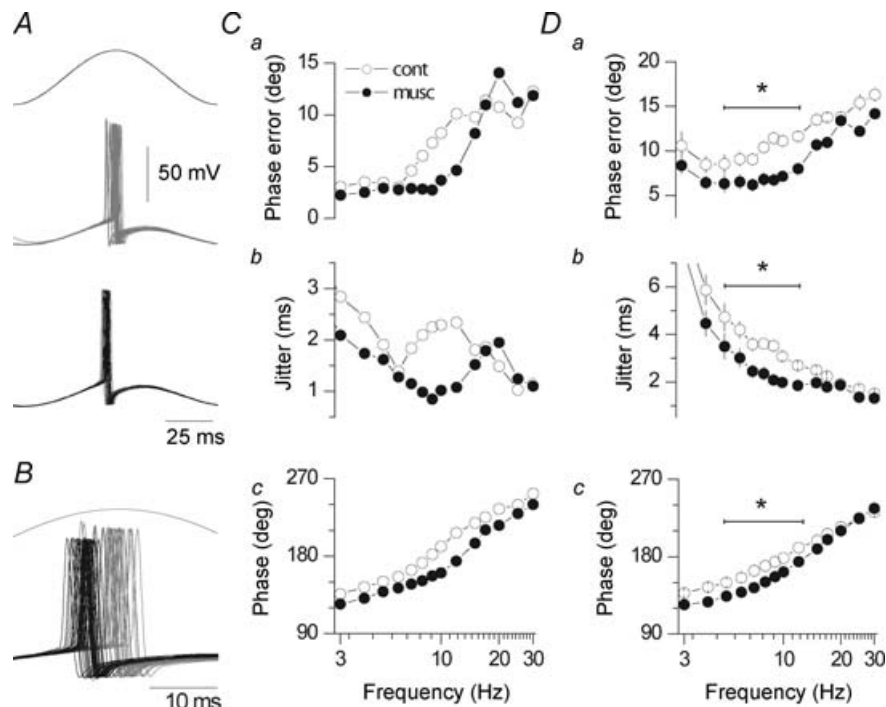 A
50 mV
25 ms
B
10 ms
C
a
Phase error (deg)
15
10
5
0
cont
musc
b
Jitter (ms)
3
2
1
c
Phase (deg)
270
180
90
3
10
20
30
Frequency (Hz)
D
a
Phase error (deg)
20
15
10
5
*
b
Jitter (ms)
6
4
2
*
c
Phase (deg)
270
180
90
*
3
10
20
30
Frequency (Hz)